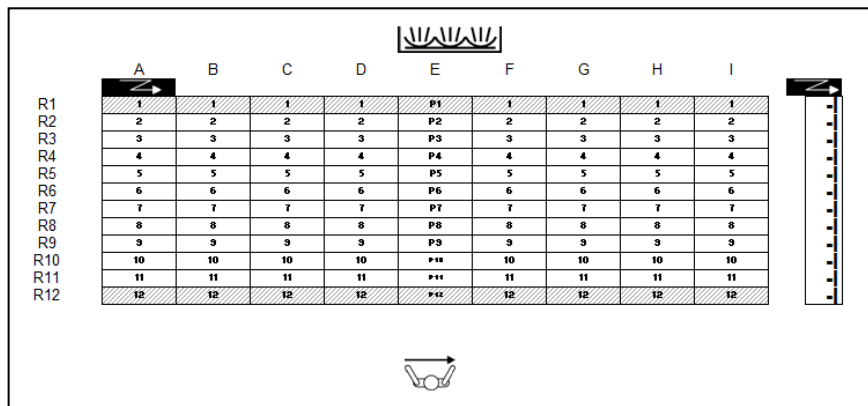 A B C D E F G H I
R1 1 1 1 1 P1 1 1 1 1
R2 2 2 2 2 P2 2 2 2 2
R3 3 3 3 3 P3 3 3 3 3
R4 4 4 4 4 P4 4 4 4 4
R5 5 5 5 5 P5 5 5 5 5
R6 6 6 6 6 P6 6 6 6 6
R7 7 7 7 7 P7 7 7 7 7
R8 8 8 8 8 P8 8 8 8 8
R9 9 9 9 9 P9 9 9 9 9
R10 10 10 10 10 P10 10 10 10 10
R11 11 11 11 11 P11 11 11 11 11
R12 12 12 12 12 P12 12 12 12 12